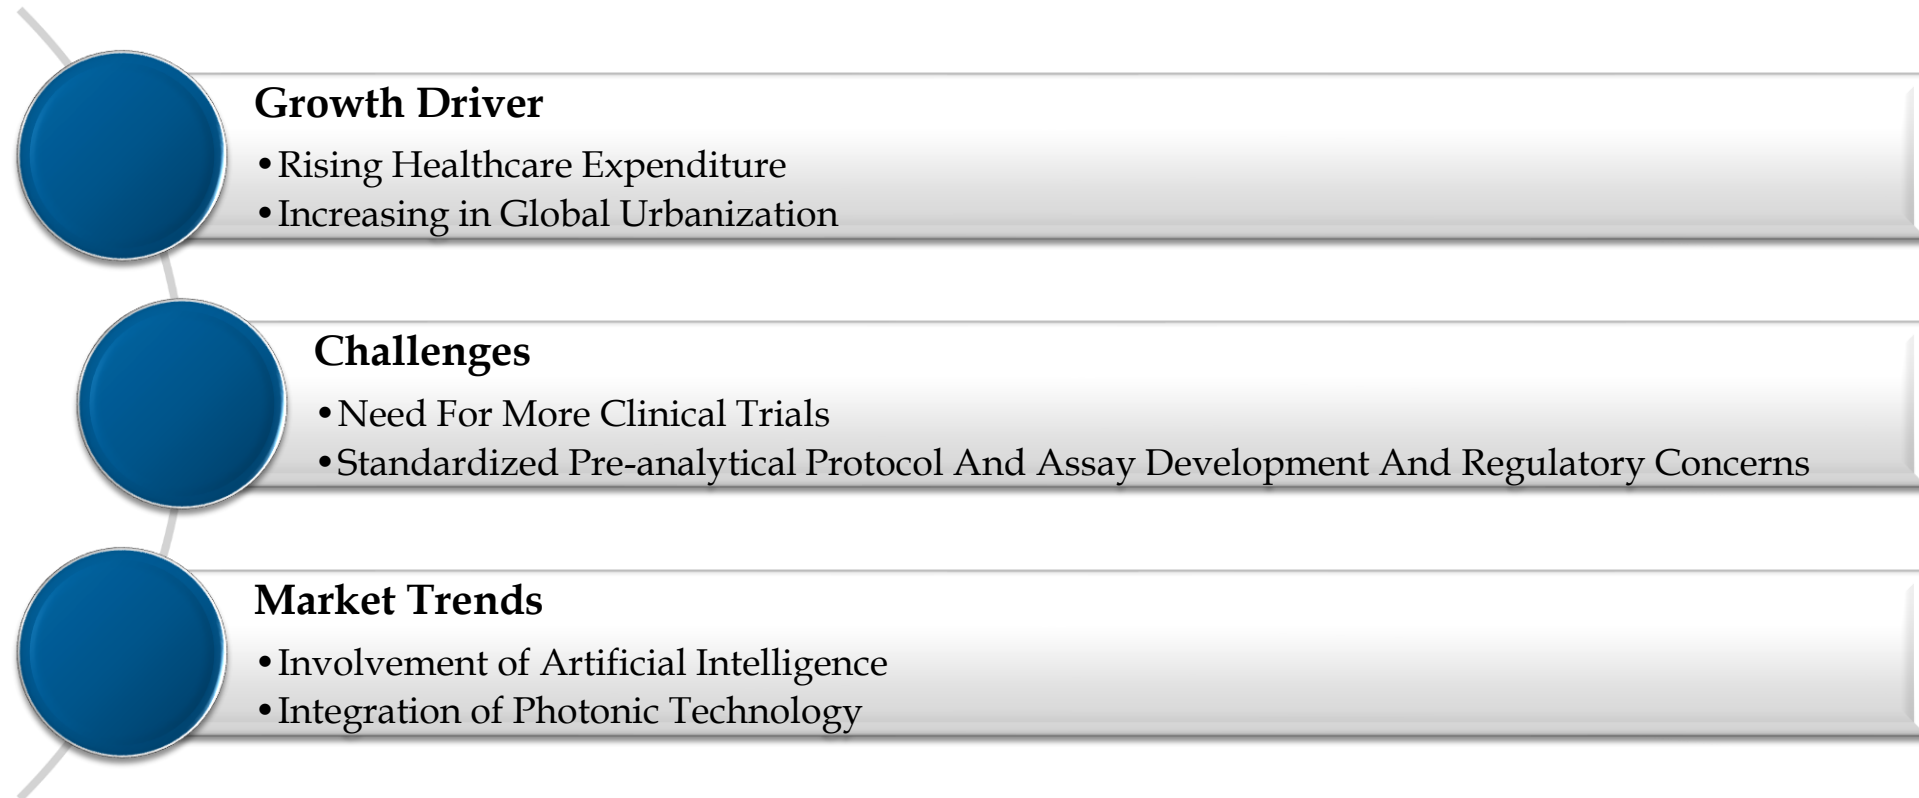 Growth Driver
•Rising Healthcare Expenditure
•Increasing in Global Urbanization
Challenges
•Need For More Clinical Trials
•Standardized Pre-analytical Protocol And Assay Development And Regulatory Concerns
Market Trends
•Involvement of Artificial Intelligence
•Integration of Photonic Technology